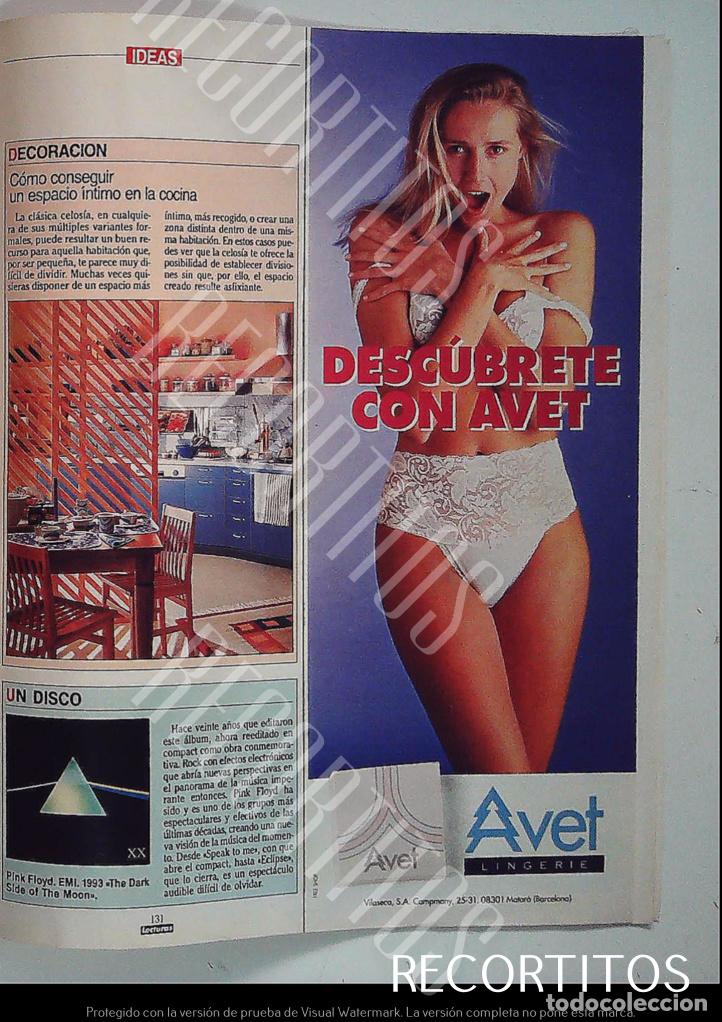 IDEAS
DECORACION
Cómo conseguir
un espacio íntimo en la cocina
La clásica celosía, en cualquie-
ra de sus múltiples variantes for-
males, puede resultar un buen re-
curso para aquella habitación que,
por ser pequeña, te parece muy di-
fícil de dividir. Muchas veces qui-
sieras disponer de un espacio más
íntimo, más recogido, o crear una
zona distinta dentro de una mis-
ma habitación. En estos casos pue-
des ver que la celosía te ofrece la
posibilidad de establecer divisio-
nes sin que, por ello, el espacio
creado resulte asfixiante.
UN DISCO
XX
Pink Floyd. EMI. 1993 «The Dark
Side of The Moon».
Hace veinte años que editaron
este álbum, ahora reeditado en
compact como obra conmemora-
tiva. Rock con efectos electrónicos
que abría nuevas perspectivas en
el panorama de la música impe-
rante entonces. Pink Floyd ha
sido y es uno de los grupos más
espectaculares y efectivos de las
últimas décadas, creando una nue-
va visión de la música del momen-
to. Desde «Speak to me», con que
abre el compact, hasta «Eclipse»,
que lo cierra, es un espectáculo
audible difícil de olvidar.
131
Lecturas
DESCÚBRETE
CON AVET
Avet
Avet
LINGERIE
Vilaseca, S.A. Campmany, 25-31. 08301 Mataró (Barcelona)
RECORTITOS
RECORTITOS
RECORTITOS
RECORTITOS
todocoleccion
Protegido con la versión de prueba de Visual Watermark. La versión completa no pone esta marca.